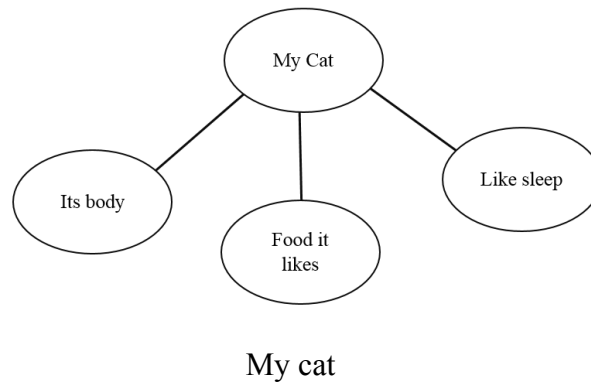 My Cat
Its body
Food it
likes
Like sleep
My cat